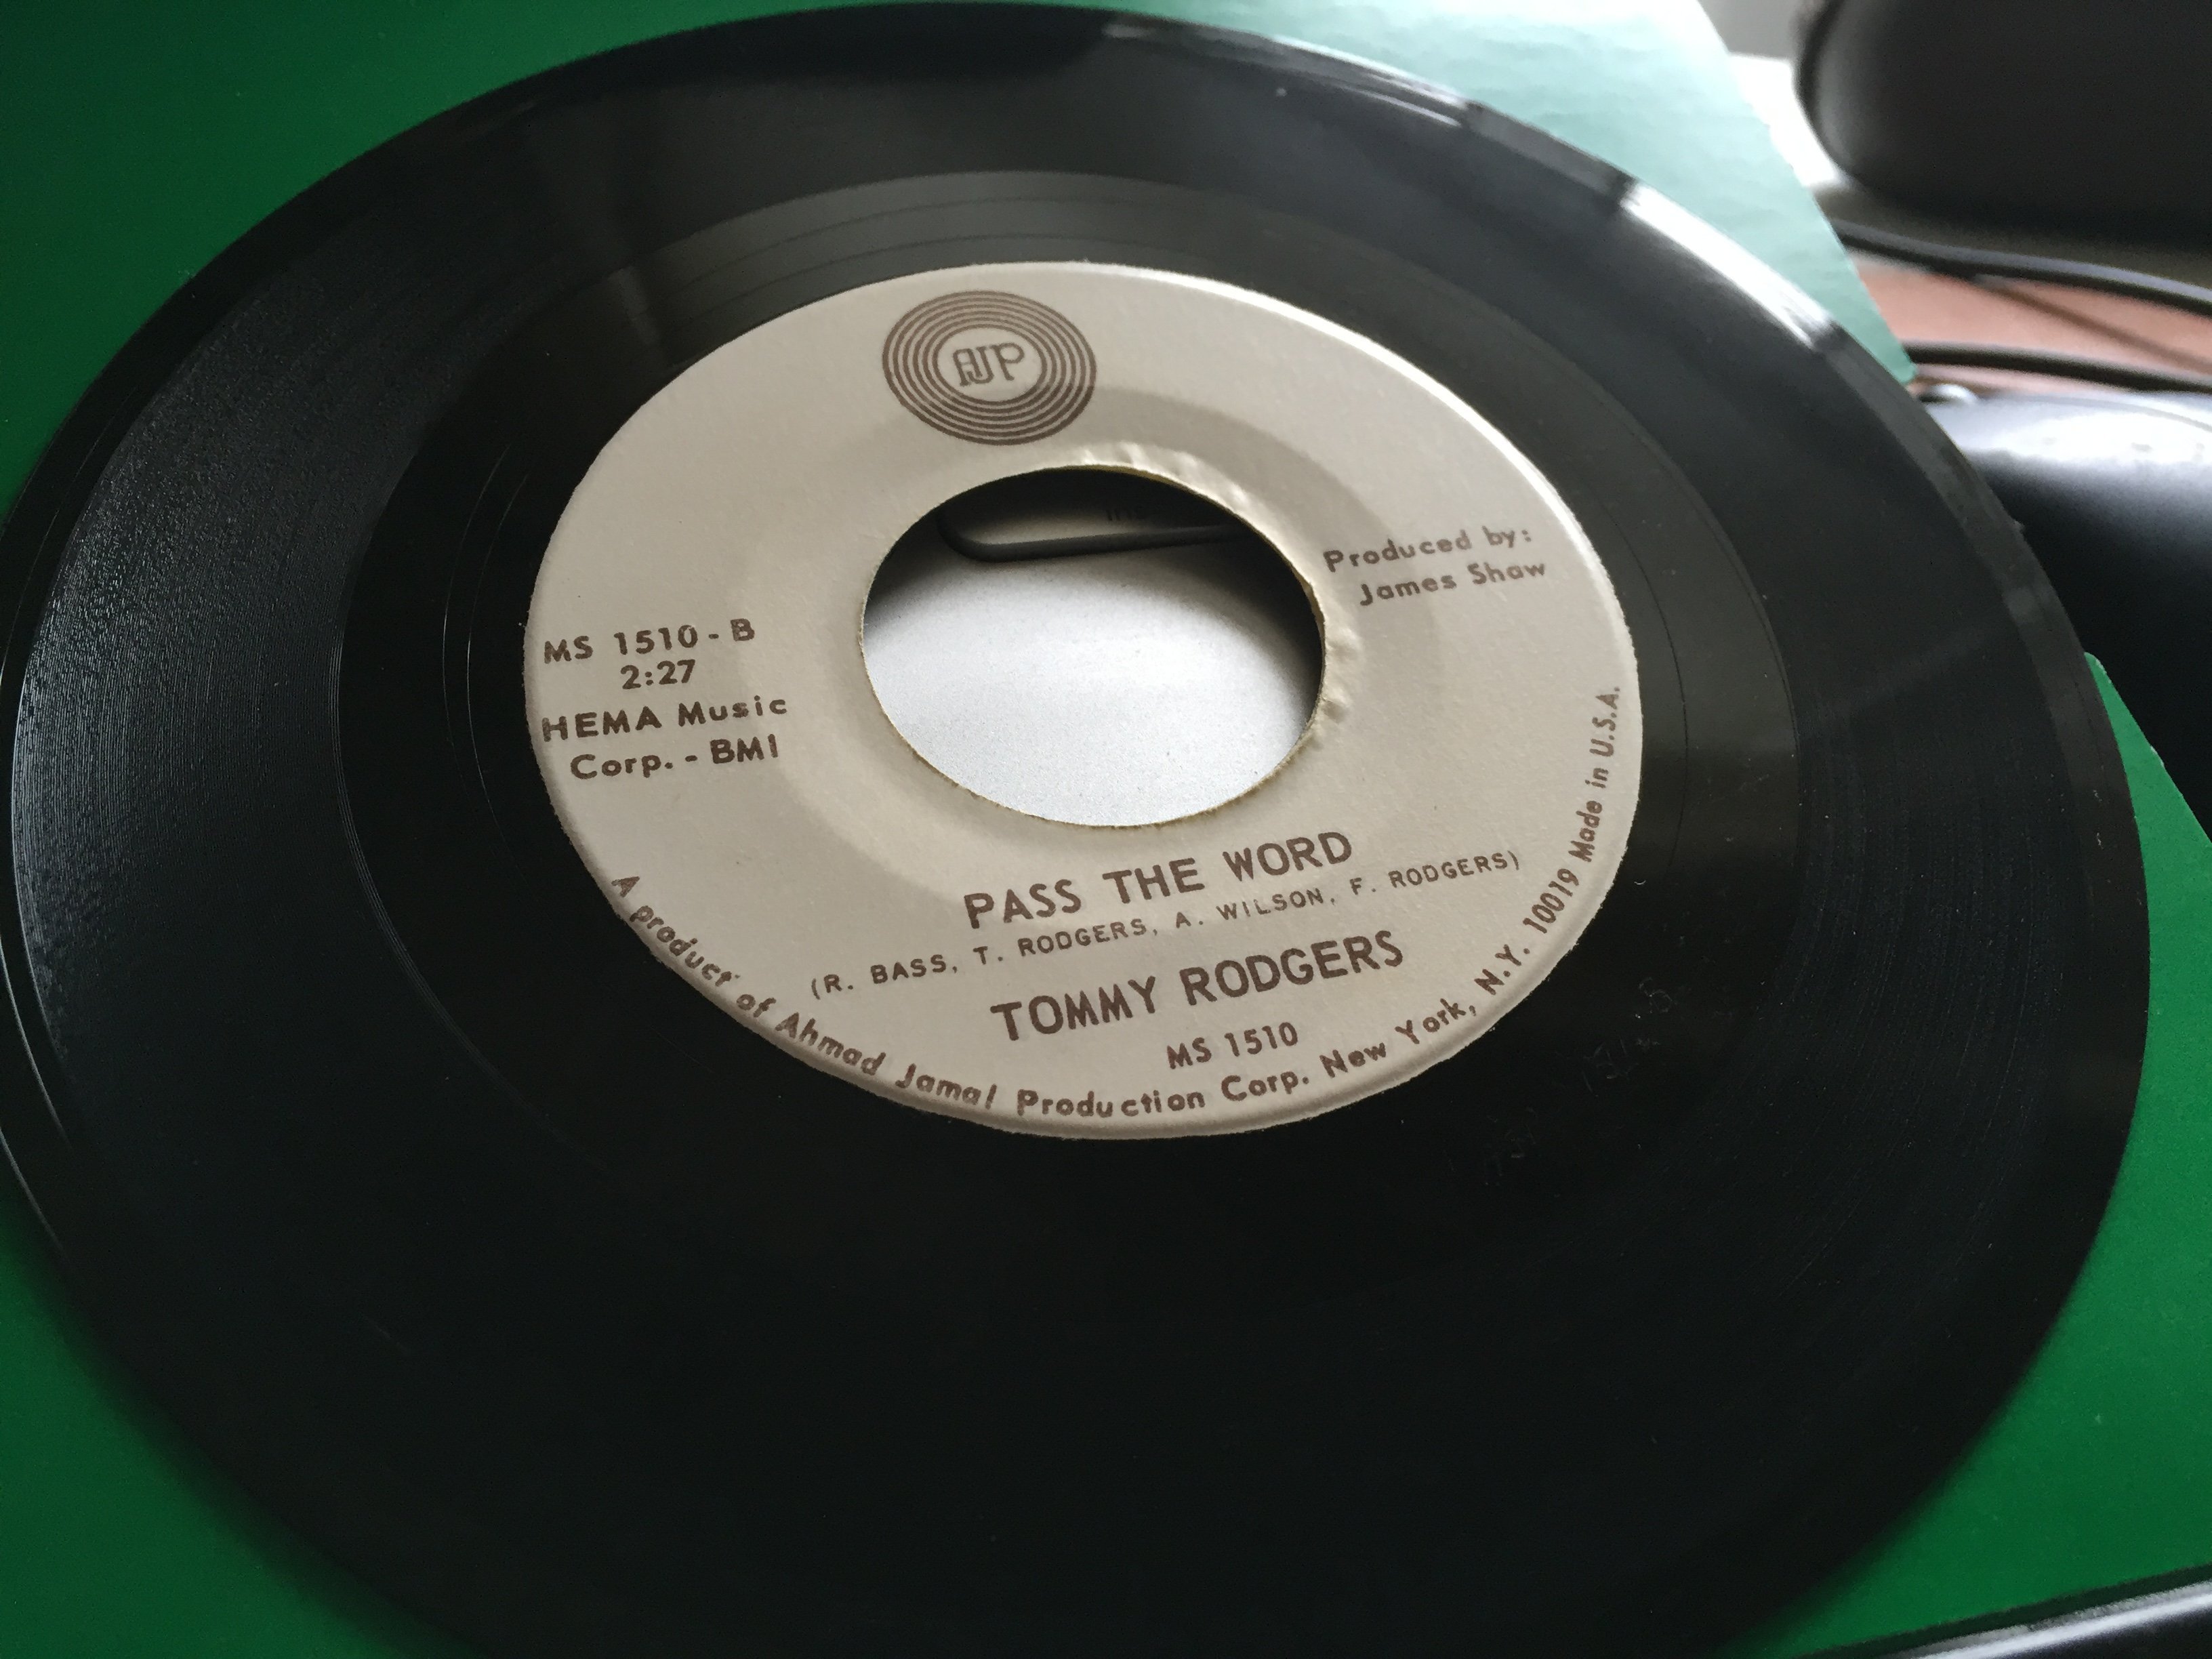 AJP
Produced by:
James Shaw
MS 1510 - B
2:27
HEMA Music
Corp. - BMI
PASS THE WORD
(R. BASS, T. RODGERS, A. WILSON, F. RODGERS)
TOMMY RODGERS
MS 1510
A product of Ahmad Jamal Production Corp. New York, N.Y. 10019 Made in U.S.A.